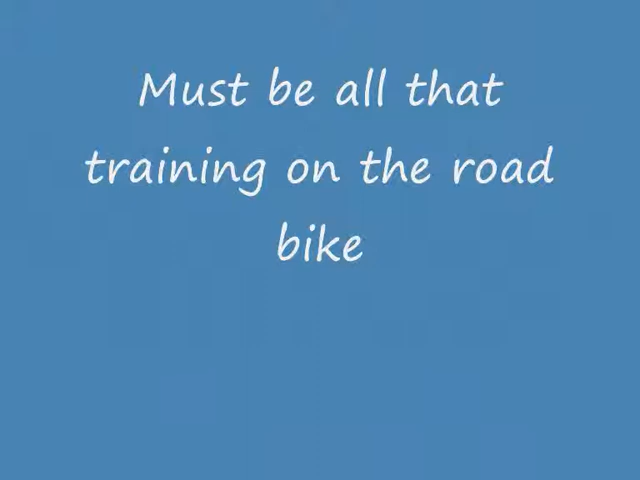 Must be all that
training on the road
bike